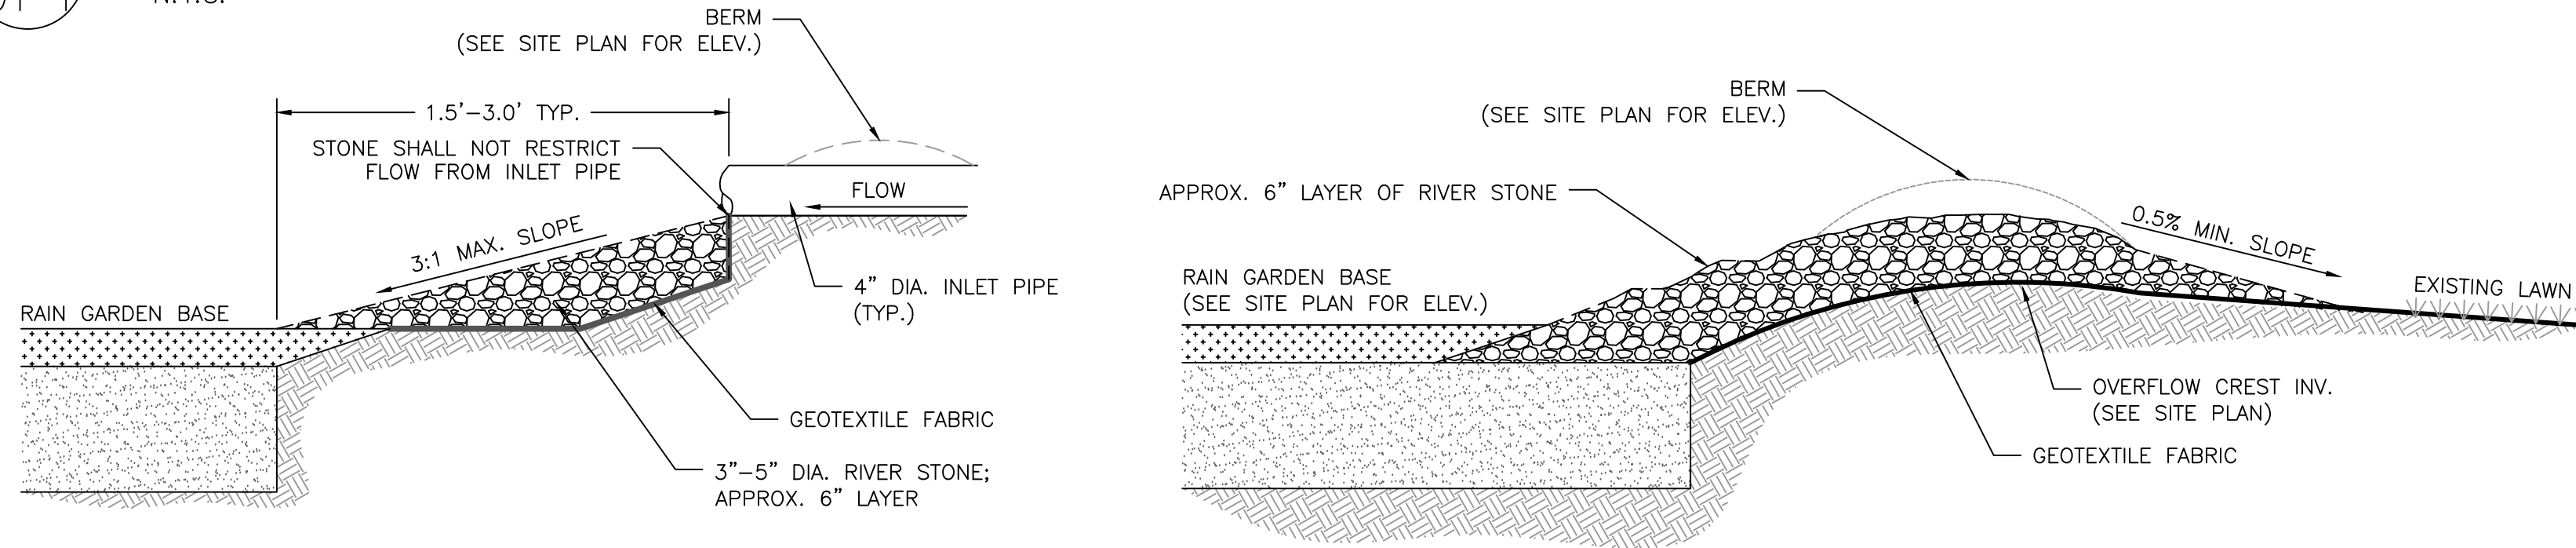 N.T.S.
BERM
(SEE SITE PLAN FOR ELEV.)
1.5'-3.0' TYP.
STONE SHALL NOT RESTRICT
FLOW FROM INLET PIPE
FLOW
3:1 MAX. SLOPE
4" DIA. INLET PIPE
(TYP.)
RAIN GARDEN BASE
GEOTEXTILE FABRIC
3"-5" DIA. RIVER STONE;
APPROX. 6" LAYER
BERM
(SEE SITE PLAN FOR ELEV.)
APPROX. 6" LAYER OF RIVER STONE
0.5% MIN. SLOPE
RAIN GARDEN BASE
(SEE SITE PLAN FOR ELEV.)
EXISTING LAWN
OVERFLOW CREST INV.
(SEE SITE PLAN)
GEOTEXTILE FABRIC